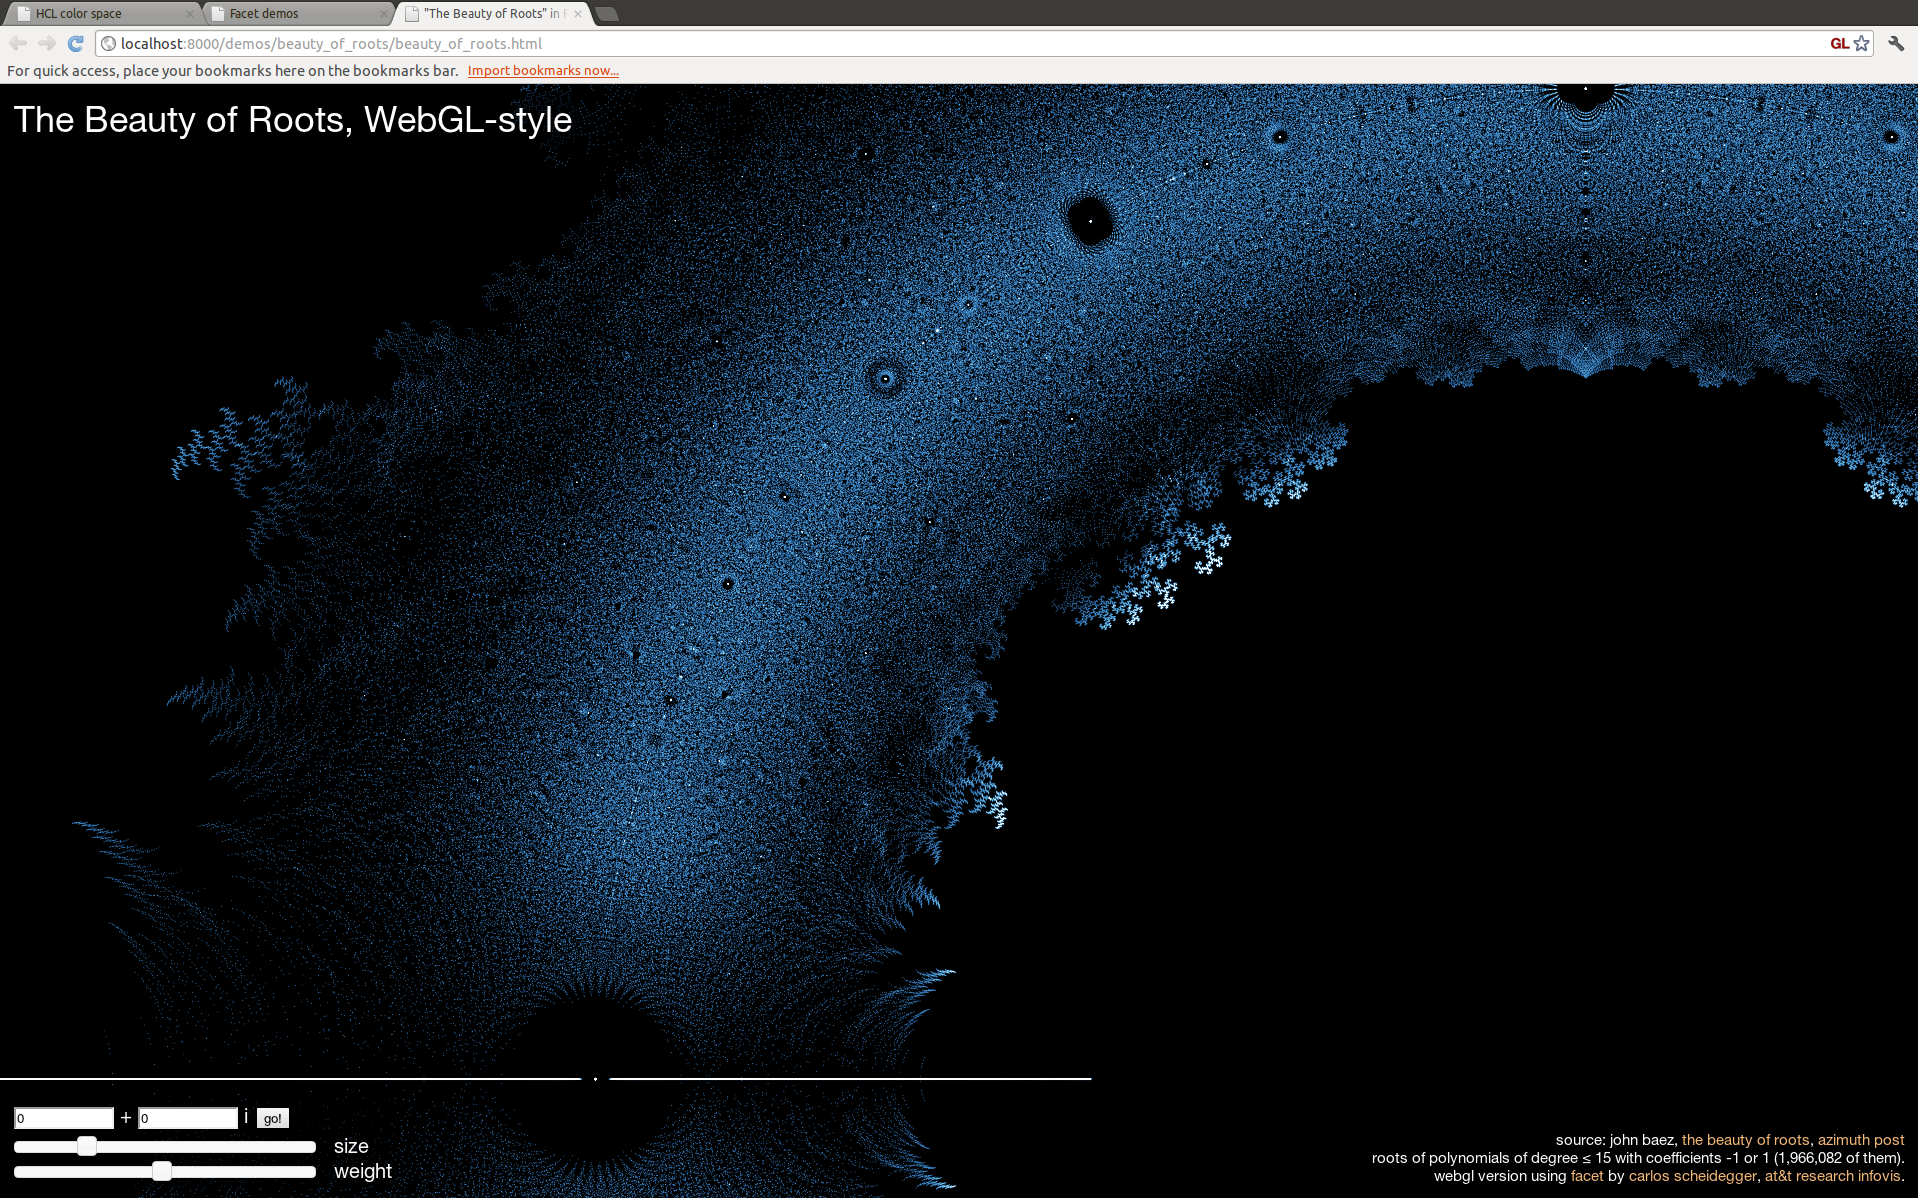 HCL color space
Facet demos
"The Beauty of Roots" in F
localhost:8000/demos/beauty_of_roots/beauty_of_roots.html
GL
For quick access, place your bookmarks here on the bookmarks bar. Import bookmarks now...
The Beauty of Roots, WebGL-style
0 + 0 i go!
size
weight
source: john baez, the beauty of roots, azimuth post
roots of polynomials of degree ≤ 15 with coefficients -1 or 1 (1,966,082 of them).
webgl version using facet by carlos scheidegger, at&t research infovis.